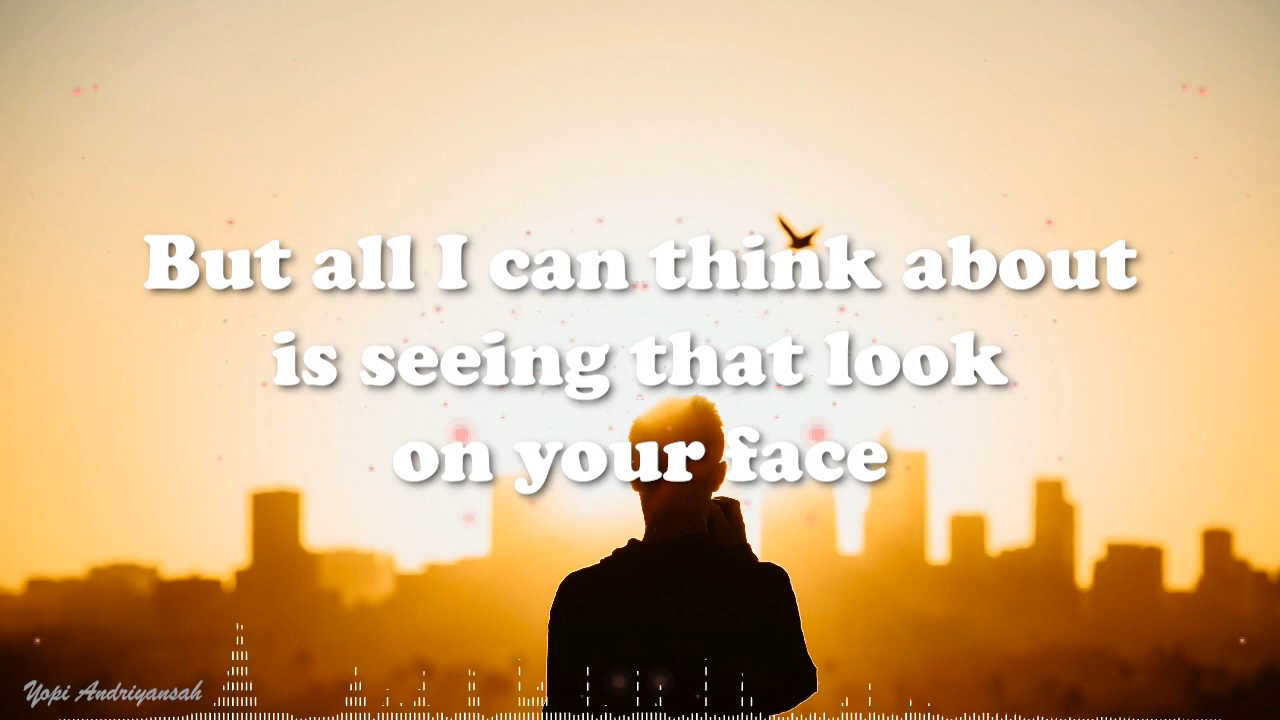 But all I can think about
is seeing that look
on your face
Yopi Andriyansah